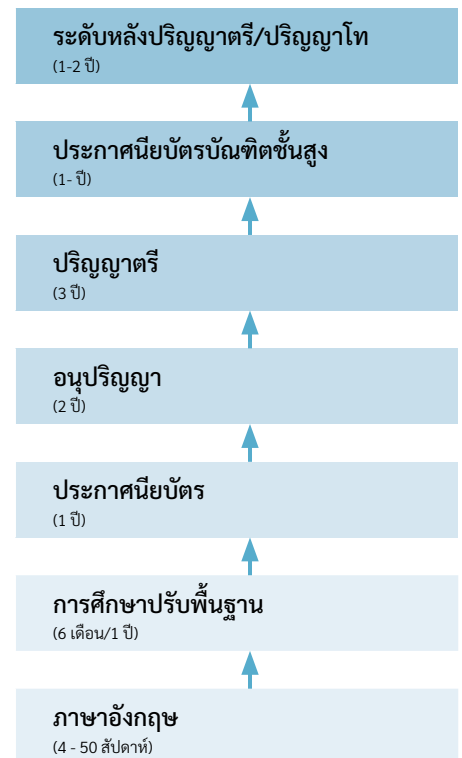 ระดับหลังปริญญาตรี/ปริญญาโท
(1-2 ปี)
ประกาศนียบัตรบัณฑิตชั้นสูง
(1- ปี)
ปริญญาตรี
(3 ปี)
อนุปริญญา
(2 ปี)
ประกาศนียบัตร
(1 ปี)
การศึกษาปรับพื้นฐาน
(6 เดือน/1 ปี)
ภาษาอังกฤษ
(4 - 50 สัปดาห์)